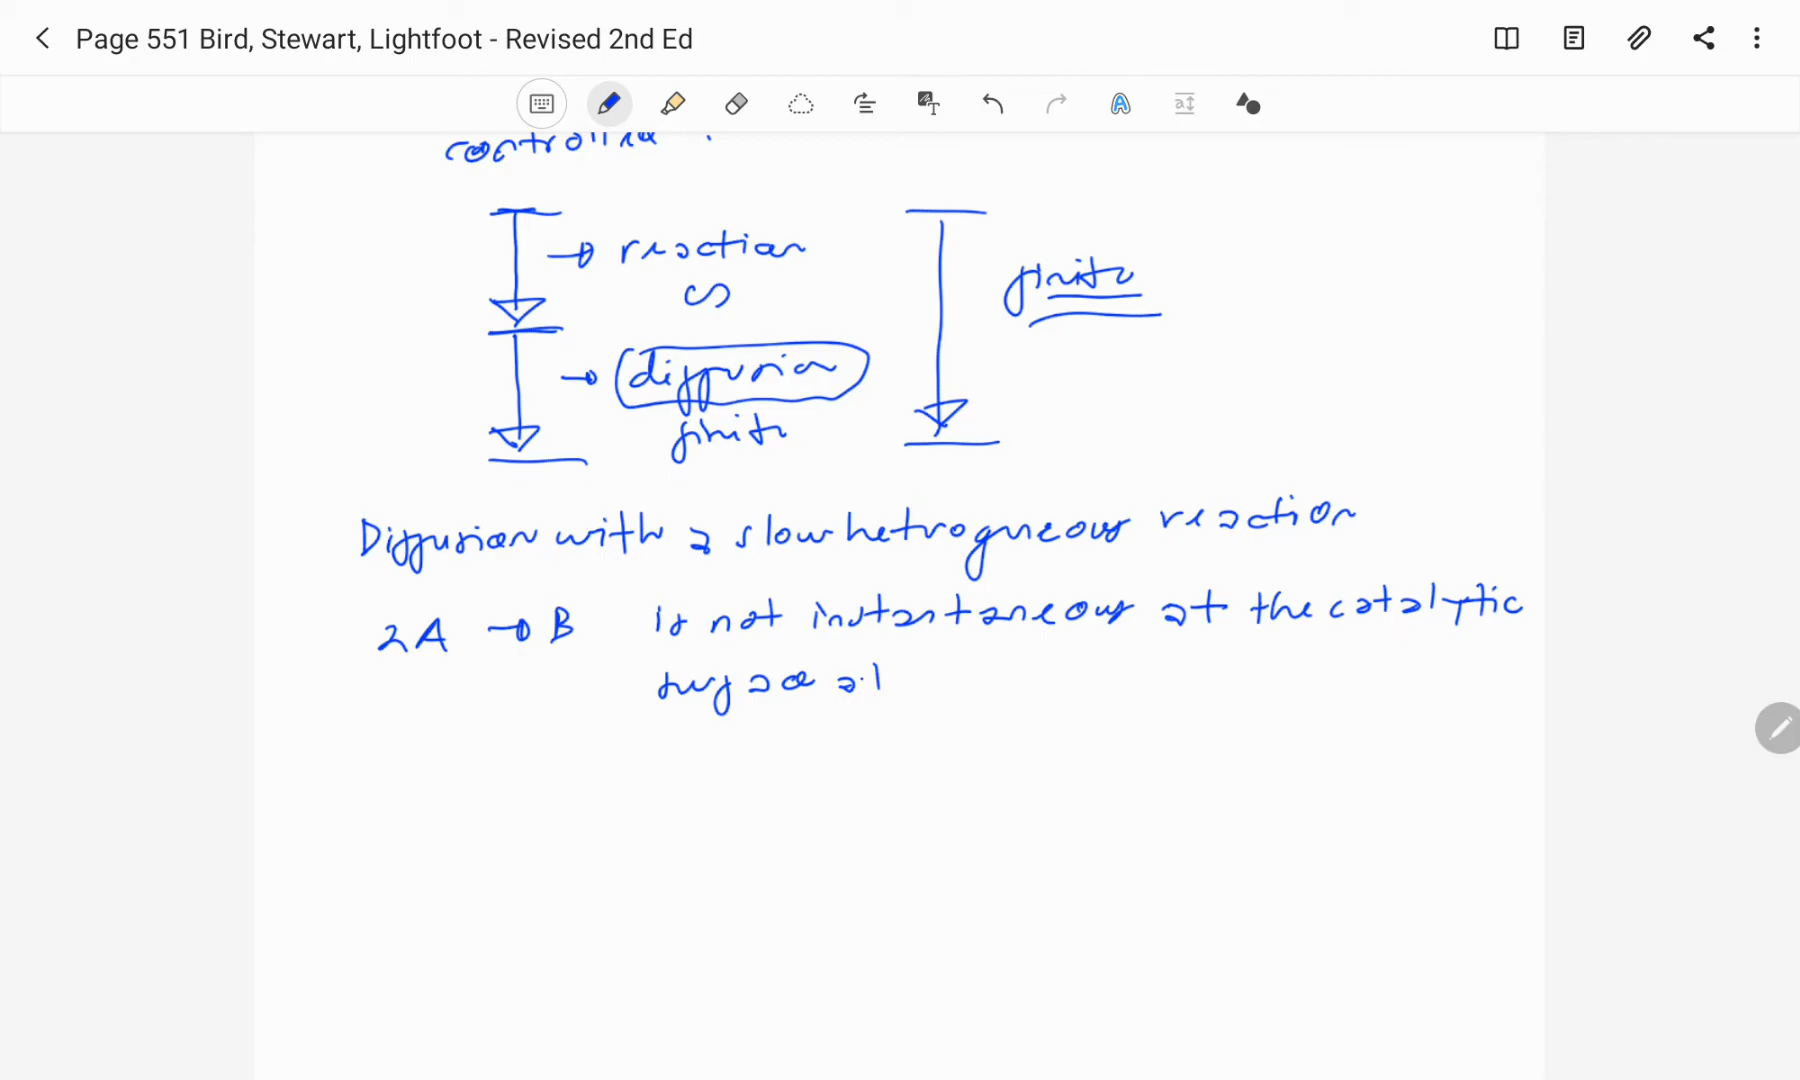 Page 551 Bird, Stewart, Lightfoot - Revised 2nd Ed
controlled.
→ reaction
∞
finite
→ diffusion
finite
Diffusion with a slow hetrogneous reaction
2A → B is not instantaneous at the catalytic
surface at